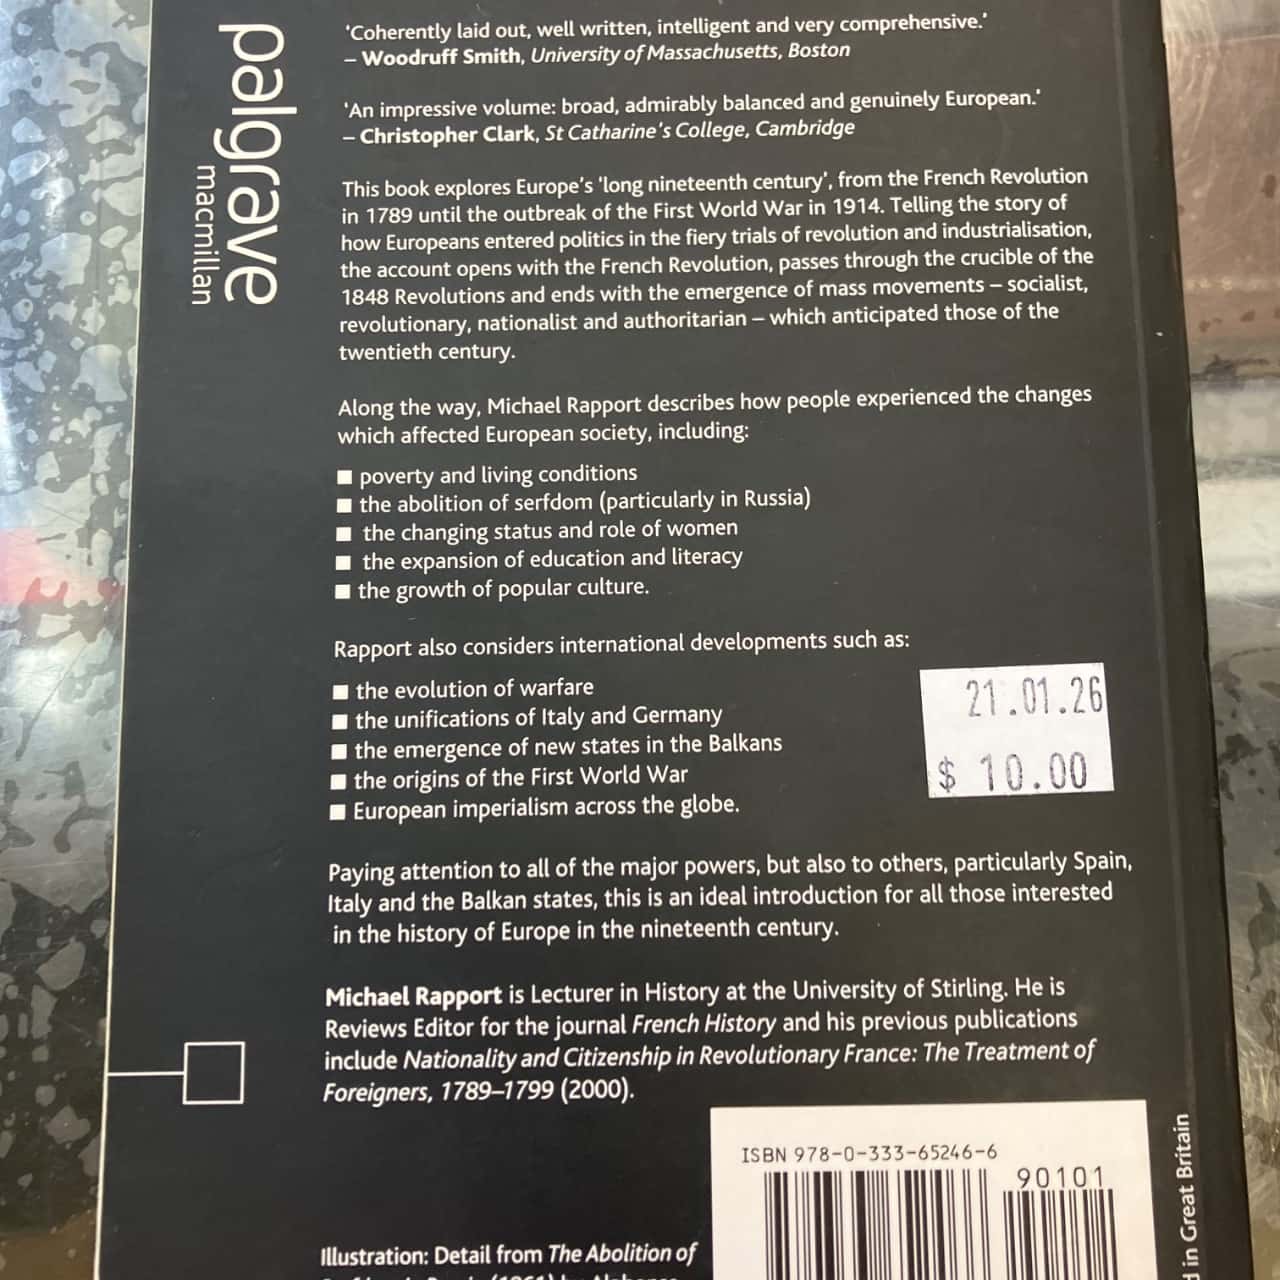 palgrave
macmillan
'Coherently laid out, well written, intelligent and very comprehensive.'
– Woodruff Smith, University of Massachusetts, Boston
'An impressive volume: broad, admirably balanced and genuinely European.'
– Christopher Clark, St Catharine's College, Cambridge
This book explores Europe's 'long nineteenth century', from the French Revolution
in 1789 until the outbreak of the First World War in 1914. Telling the story of
how Europeans entered politics in the fiery trials of revolution and industrialisation,
the account opens with the French Revolution, passes through the crucible of the
1848 Revolutions and ends with the emergence of mass movements – socialist,
revolutionary, nationalist and authoritarian – which anticipated those of the
twentieth century.
Along the way, Michael Rapport describes how people experienced the changes
which affected European society, including:
■ poverty and living conditions
■ the abolition of serfdom (particularly in Russia)
■ the changing status and role of women
■ the expansion of education and literacy
■ the growth of popular culture.
Rapport also considers international developments such as:
■ the evolution of warfare
■ the unifications of Italy and Germany
■ the emergence of new states in the Balkans
■ the origins of the First World War
■ European imperialism across the globe.
21.01.26
$ 10.00
Paying attention to all of the major powers, but also to others, particularly Spain,
Italy and the Balkan states, this is an ideal introduction for all those interested
in the history of Europe in the nineteenth century.
Michael Rapport is Lecturer in History at the University of Stirling. He is
Reviews Editor for the journal French History and his previous publications
include Nationality and Citizenship in Revolutionary France: The Treatment of
Foreigners, 1789–1799 (2000).
ISBN 978-0-333-65246-6
90101
in Great Britain
Illustration: Detail from The Abolition of